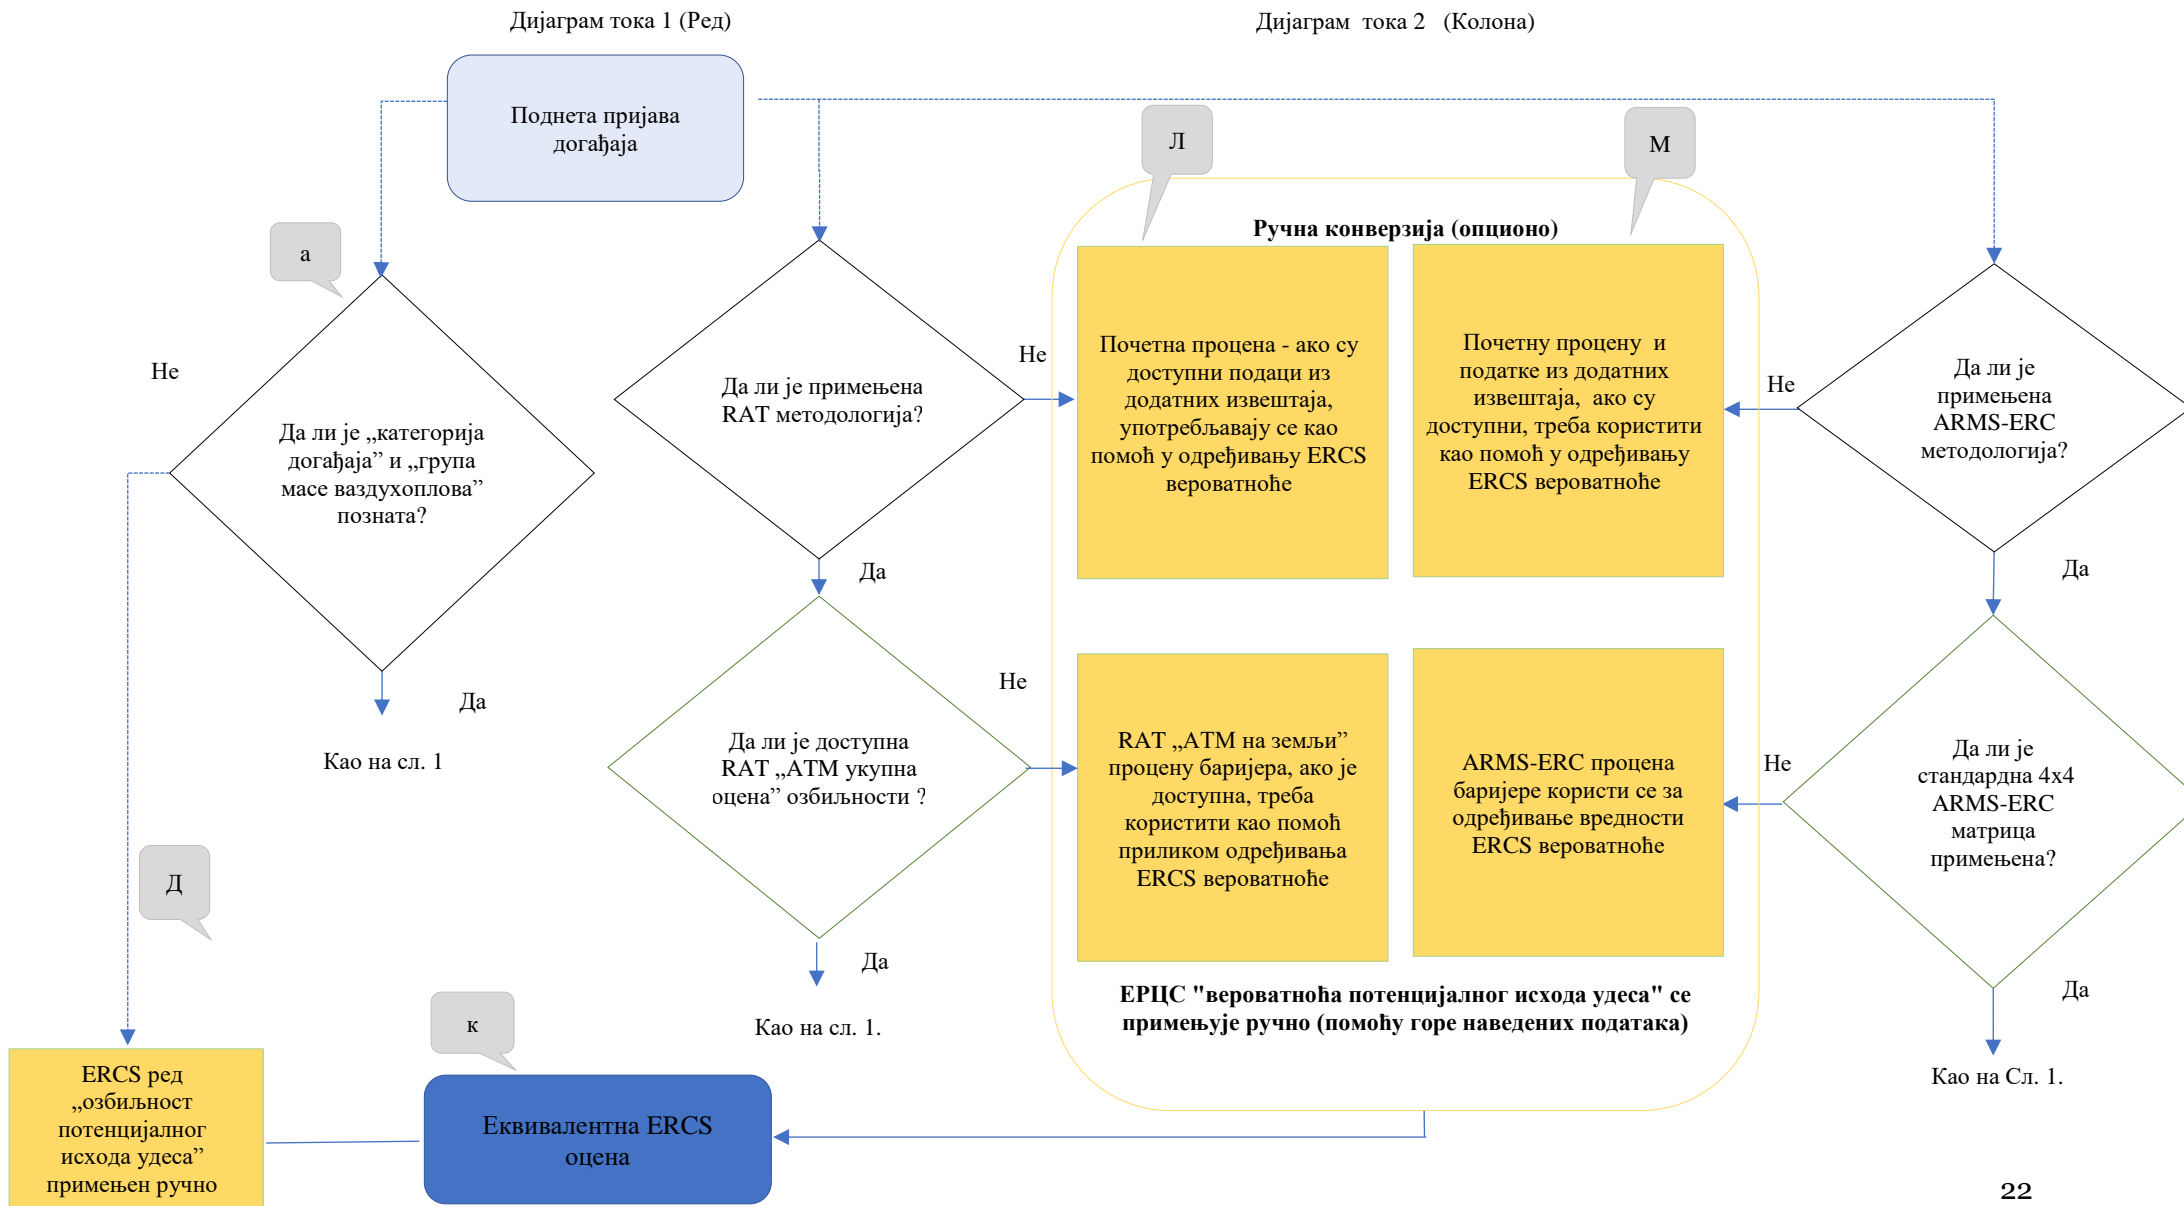 Дијаграм тока 1 (Ред)
Дијаграм тока 2 (Колона)
Поднета пријава
догађаја
Л
М
а
Ручна конверзија (опционо)
Не
Да ли је „категорија
догађаја” и „група
масе ваздухоплова”
позната?
Да
Као на сл. 1
Да ли је примењена
RAT методологија?
Не
Да
Почетна процена - ако су
доступни подаци из
додатних извештаја,
употребљавају се као
помоћ у одређивању ERCS
вероватноће
Почетну процену и
податке из додатних
извештаја, ако су
доступни, треба користити
као помоћ у одређивању
ERCS вероватноће
Не
Да ли је
примењена
ARMS-ERC
методологија?
Да
Да ли је доступна
RAT „ATM укупна
оцена” озбиљности ?
Не
Да
Као на сл. 1.
RAT „ATM на земљи”
процену баријера, ако је
доступна, треба
користити као помоћ
приликом одређивања
ERCS вероватноће
ARMS-ERC процена
баријере користи се за
одређивање вредности
ERCS вероватноће
Не
Да ли је
стандардна 4x4
ARMS-ERC
матрица
примењена?
Да
Као на Сл. 1.
Д
к
ЕРЦС "вероватноћа потенцијалног исхода удеса" се
примењује ручно (помоћу горе наведених података)
ERCS ред
„озбиљност
потенцијалног
исхода удеса”
примењен ручно
Еквивалентна ERCS
оцена
22